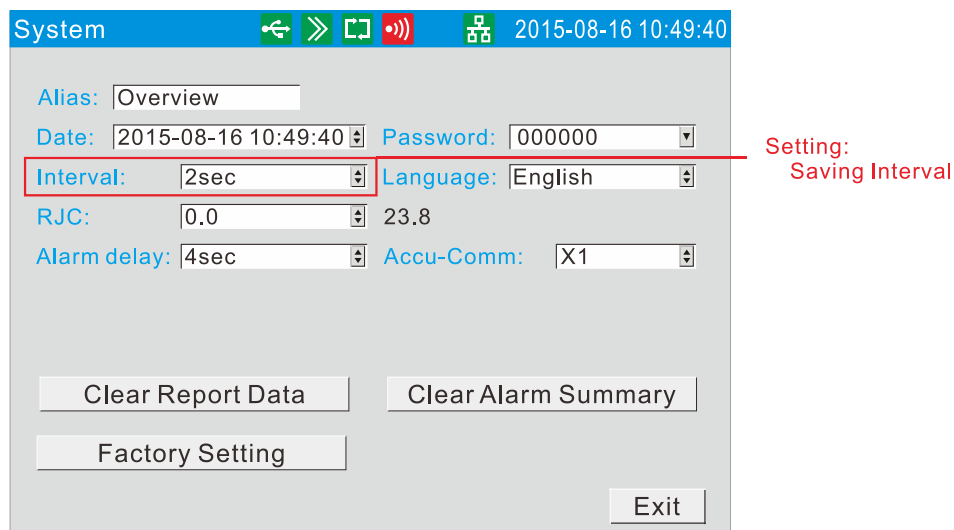 System 2015-08-16 10:49:40
Alias: Overview
Date: 2015-08-16 10:49:40 Password: 000000
Interval: 2sec Language: English
RJC: 0.0 23.8
Alarm delay: 4sec Accu-Comm: X1
Clear Report Data Clear Alarm Summary
Factory Setting
Exit
Setting:
Saving Interval